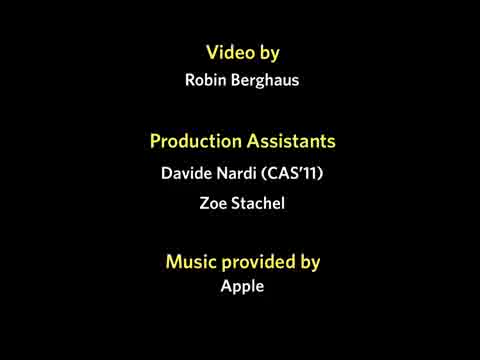 Video by
Robin Berghaus
Production Assistants
Davide Nardi (CAS'11)
Zoe Stachel
Music provided by
Apple